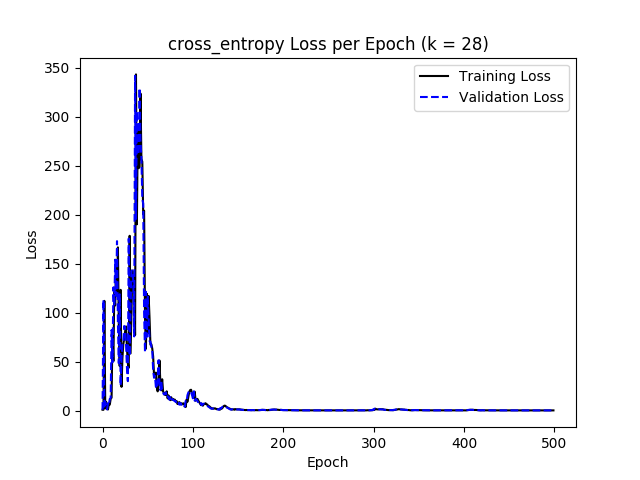 cross_entropy Loss per Epoch (k = 28)
Training Loss
Validation Loss
350
300
250
200
150
100
50
0
Loss
0 100 200 300 400 500
Epoch